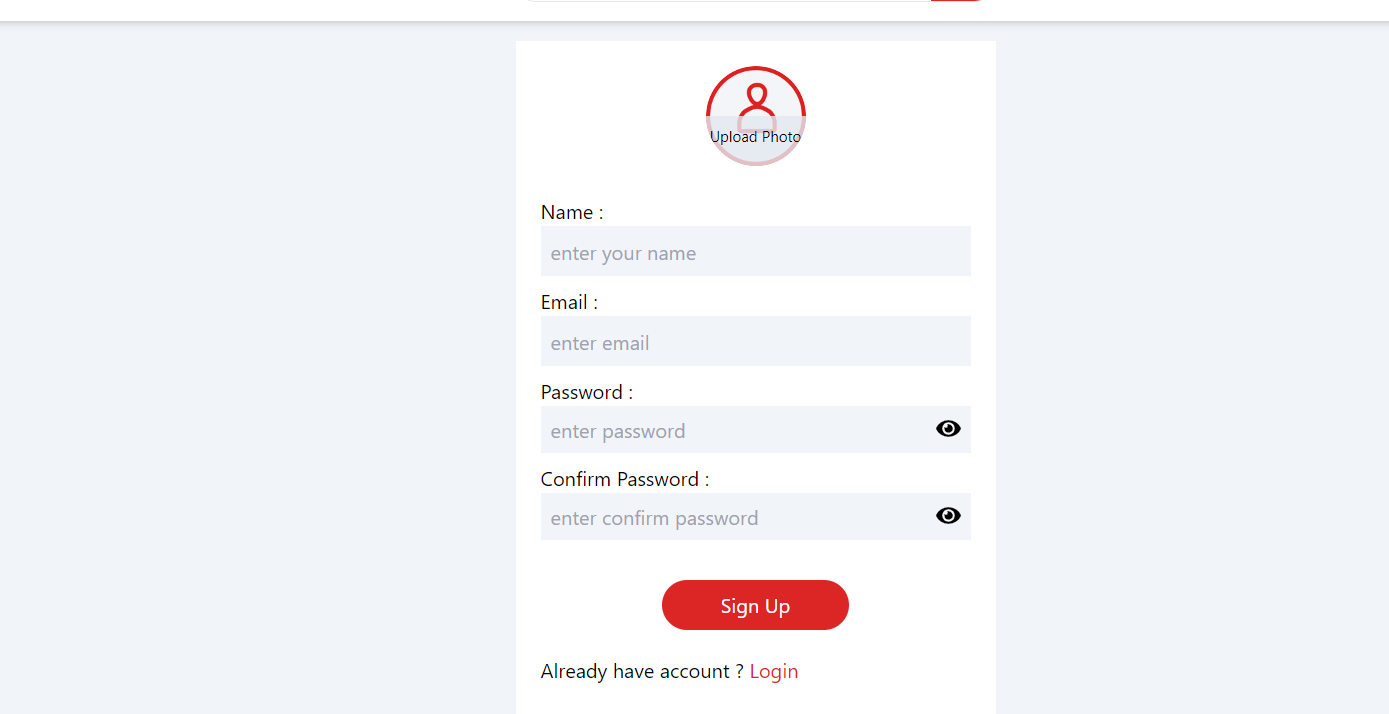 Upload Photo
Name :
enter your name
Email :
enter email
Password :
enter password
Confirm Password :
enter confirm password
Sign Up
Already have account ? Login